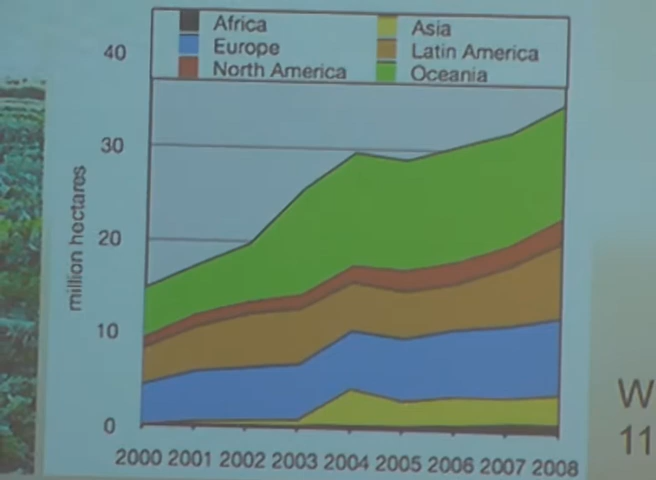 Africa
Europe
North America
Asia
Latin America
Oceania
million hectares
40
30
20
10
0
2000 2001 2002 2003 2004 2005 2006 2007 2008
W
11